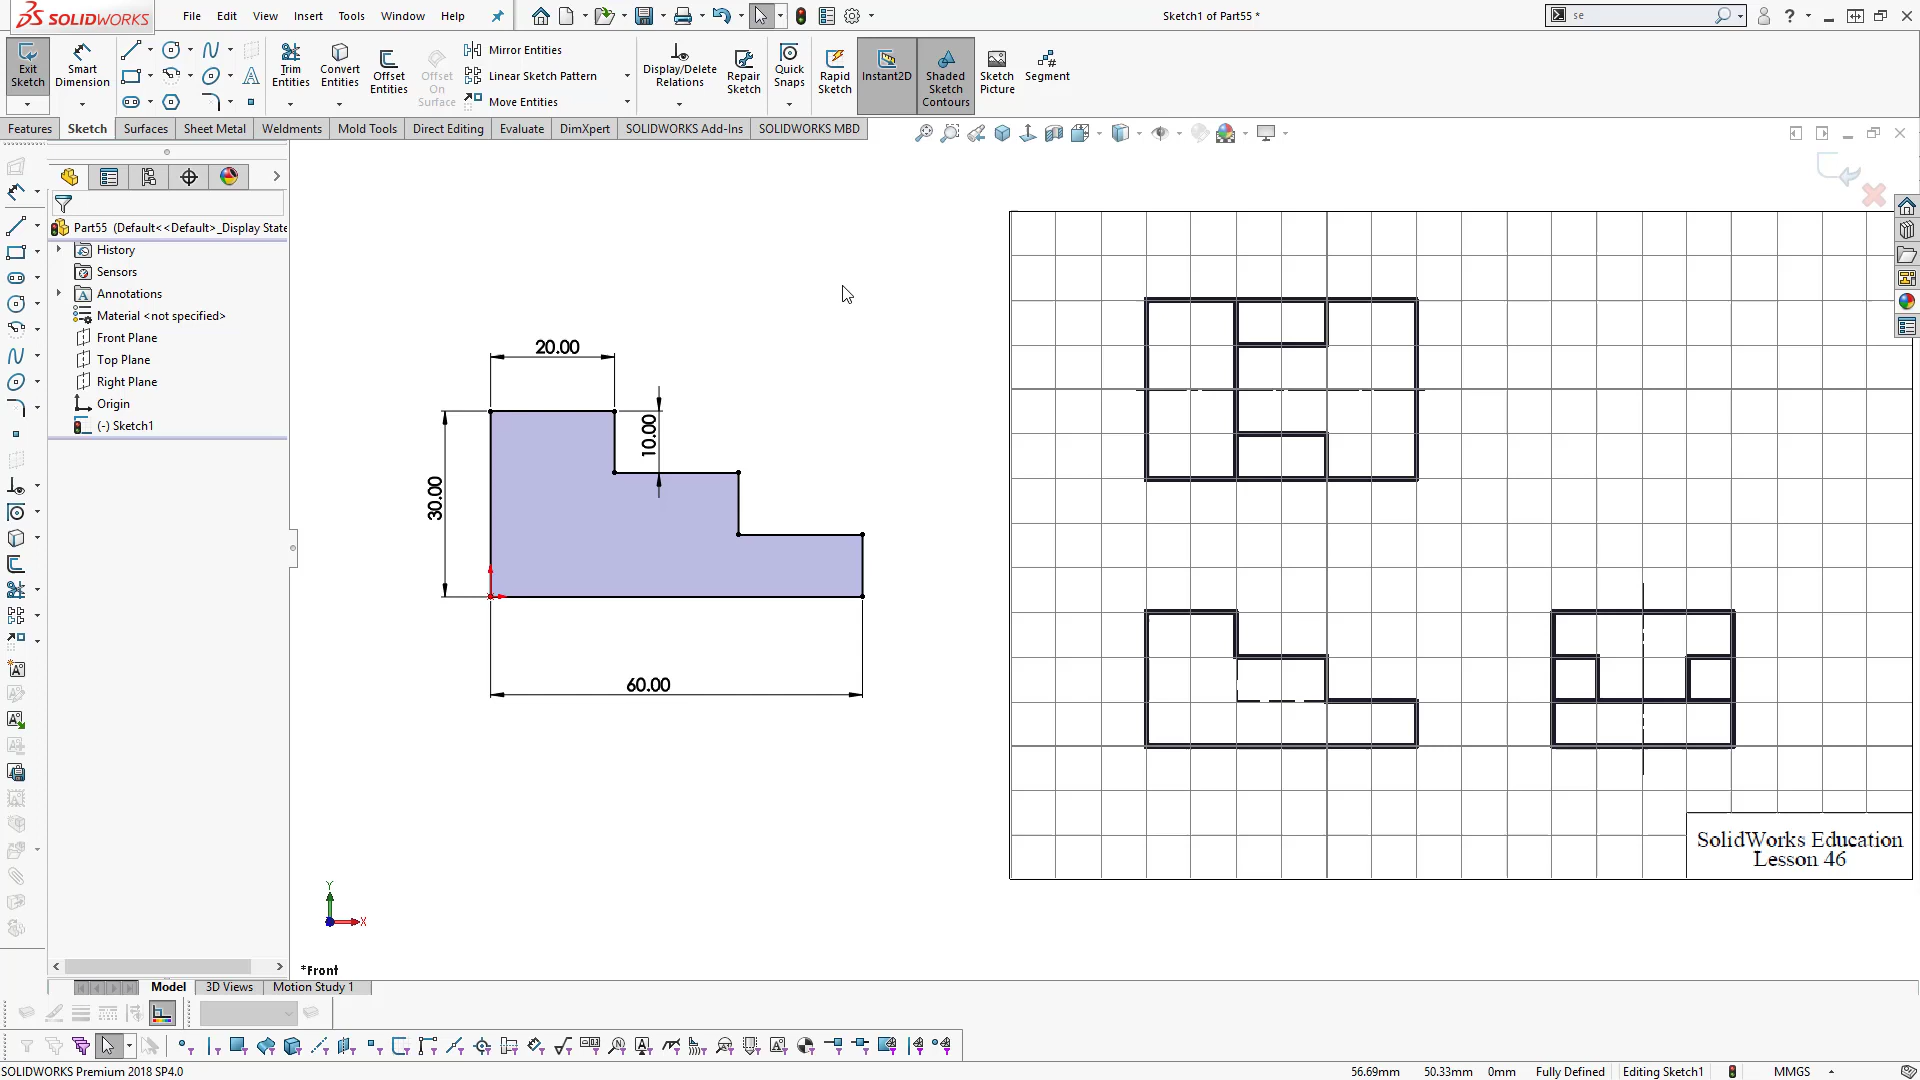 SOLIDWORKS
File Edit View Insert Tools Window Help
Sketch1 of Part55 *
se
Exit Sketch
Smart Dimension
Trim Entities
Convert Entities
Offset Entities
Offset On Surface
Mirror Entities
Linear Sketch Pattern
Move Entities
Display/Delete Relations
Repair Sketch
Quick Snaps
Rapid Sketch
Instant2D
Shaded Sketch Contours
Sketch Picture
Segment
Features Sketch Surfaces Sheet Metal Weldments Mold Tools Direct Editing Evaluate DimXpert SOLIDWORKS Add-Ins SOLIDWORKS MBD
Part55 (Default<<Default>_Display State
History
Sensors
Annotations
Material <not specified>
Front Plane
Top Plane
Right Plane
Origin
(-) Sketch1
20.00
10.00
30.00
60.00
SolidWorks Education
Lesson 46
Y
X
*Front
Model 3D Views Motion Study 1
SOLIDWORKS Premium 2018 SP4.0
56.69mm 50.33mm 0mm Fully Defined Editing Sketch1 MMGS